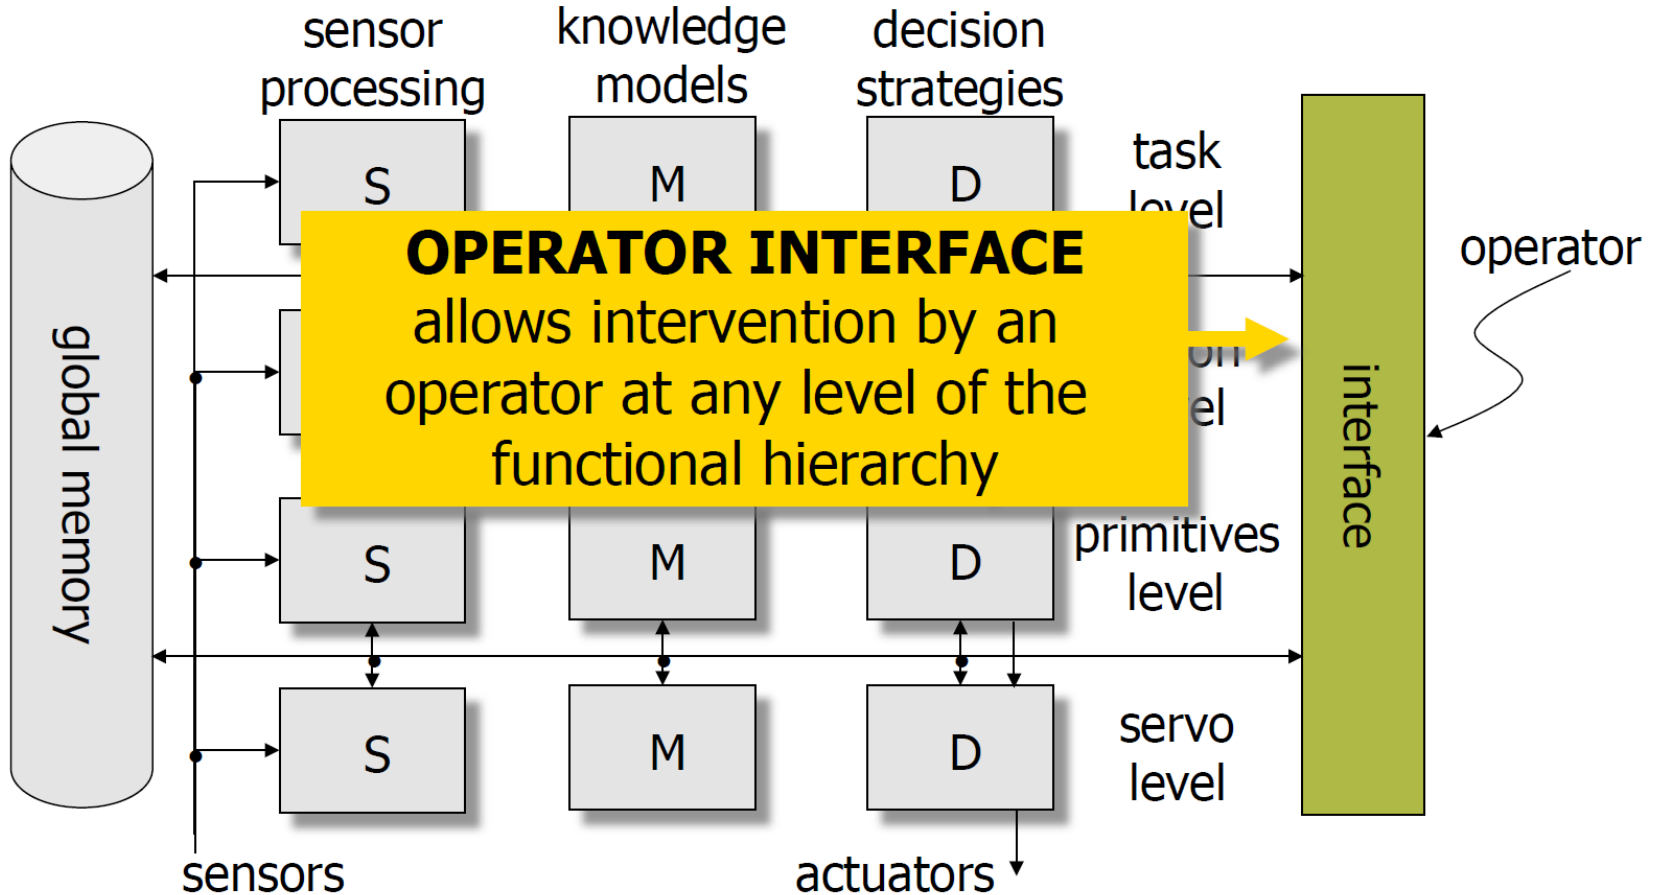 sensor
processing
knowledge
models
decision
strategies
S
M
D
task
level
OPERATOR INTERFACE
allows intervention by an
operator at any level of the
functional hierarchy
operator
global memory
interface
S
M
D
primitives
level
S
M
D
servo
level
sensors
actuators